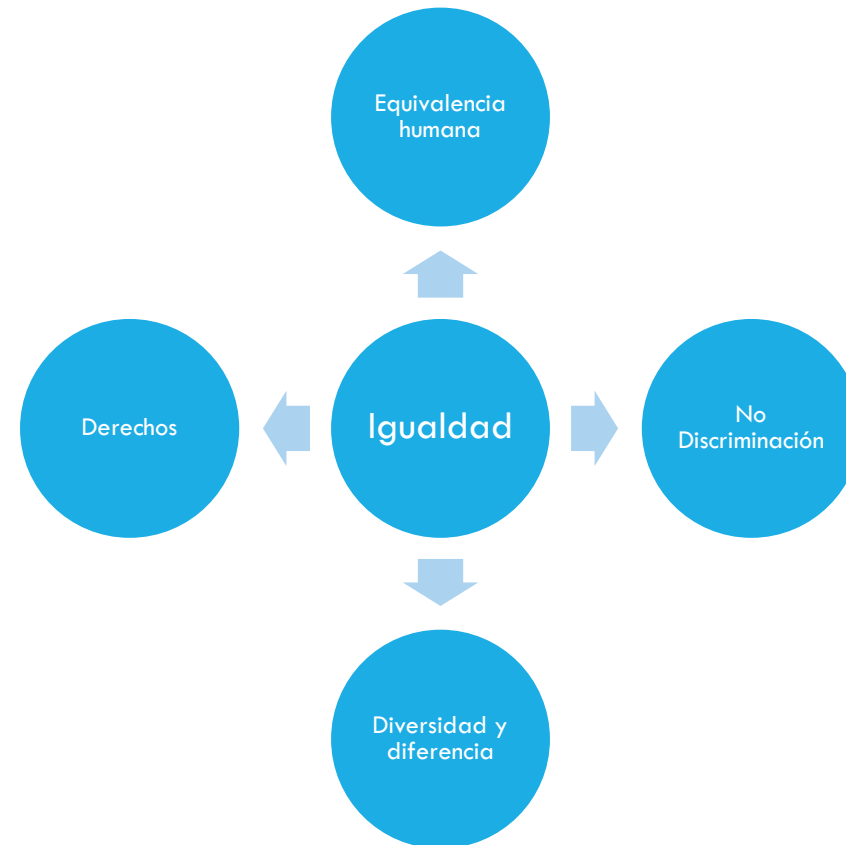 Equivalencia
humana
Derechos
Igualdad
No
Discriminación
Diversidad y
diferencia